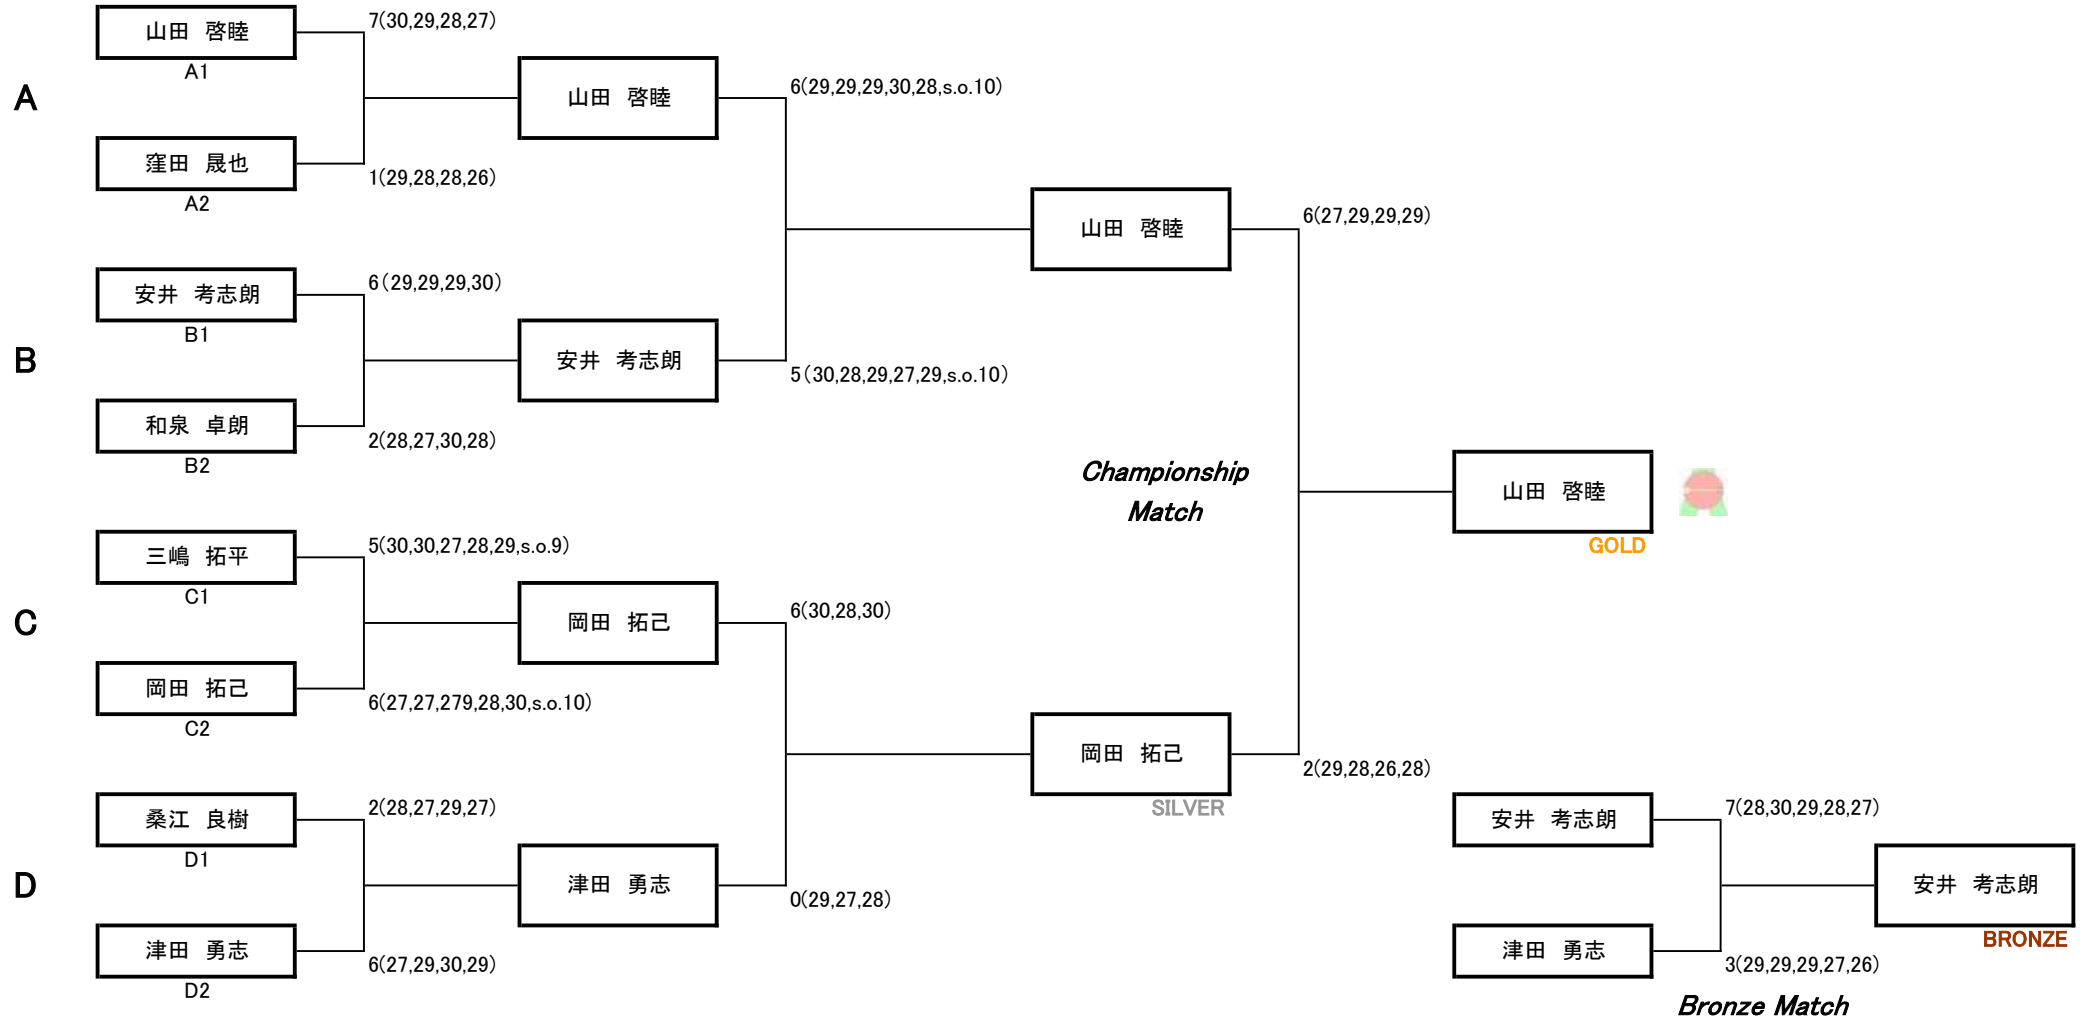 山田 啓睦
A1
7(30,29,28,27)
A
窪田 晟也
A2
1(29,28,28,26)
山田 啓睦
6(29,29,29,30,28,s.o.10)
安井 考志朗
B1
6(29,29,29,30)
B
和泉 卓朗
B2
2(28,27,30,28)
安井 考志朗
5(30,28,29,27,29,s.o.10)
三嶋 拓平
C1
5(30,30,27,28,29,s.o.9)
C
岡田 拓己
C2
6(27,27,279,28,30,s.o.10)
岡田 拓己
6(30,28,30)
桑江 良樹
D1
2(28,27,29,27)
D
津田 勇志
D2
6(27,29,30,29)
津田 勇志
0(29,27,28)
山田 啓睦
6(27,29,29,29)
Championship
Match
岡田 拓己
SILVER
2(29,28,26,28)
山田 啓睦
GOLD
安井 考志朗
7(28,30,29,28,27)
津田 勇志
3(29,29,29,27,26)
安井 考志朗
BRONZE
Bronze Match